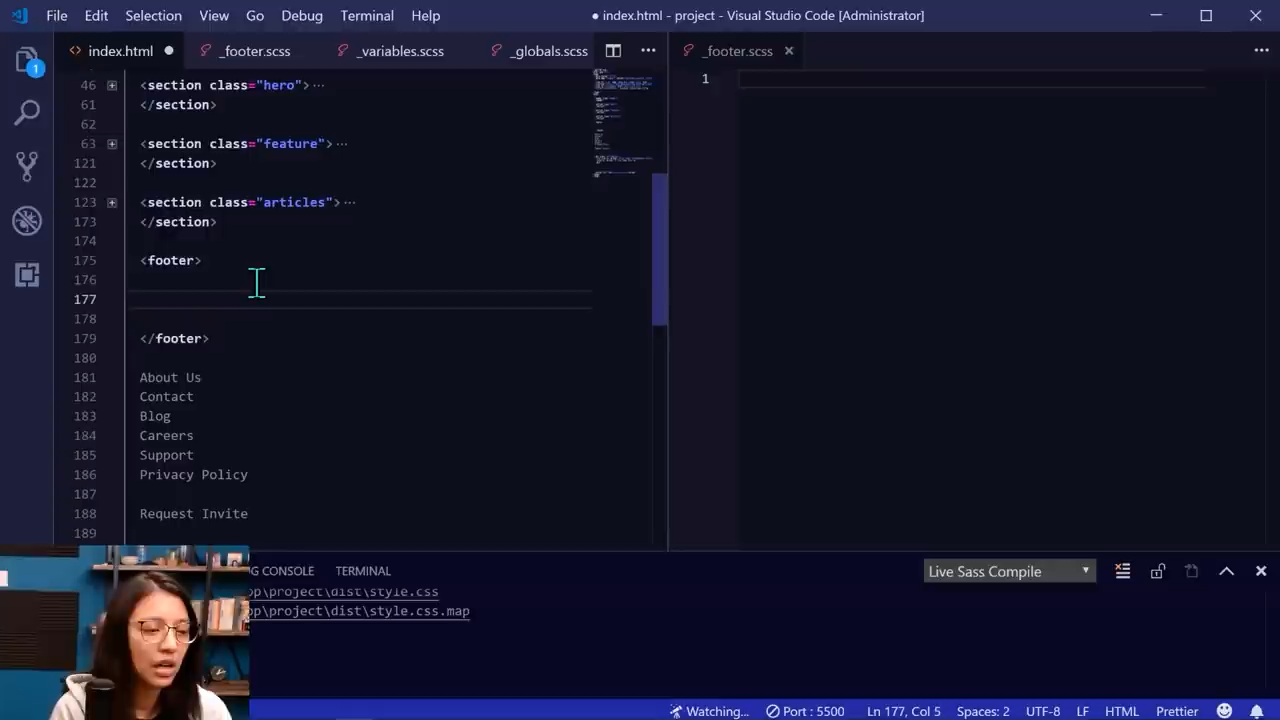 File Edit Selection View Go Debug Terminal Help ● index.html - project - Visual Studio Code [Administrator]
<> index.html ● _footer.scss _variables.scss _globals.scss ··· _footer.scss × ···
46 <section class="hero"> ···
61 </section>
62
63 <section class="feature"> ···
121 </section>
122
123 <section class="articles"> ···
173 </section>
174
175 <footer>
176
177
178
179 </footer>
180
181 About Us
182 Contact
183 Blog
184 Careers
185 Support
186 Privacy Policy
187
188 Request Invite
189
1
1
G CONSOLE TERMINAL Live Sass Compile
op\project\dist\style.css
op\project\dist\style.css.map
Watching... Port : 5500 Ln 177, Col 5 Spaces: 2 UTF-8 LF HTML Prettier